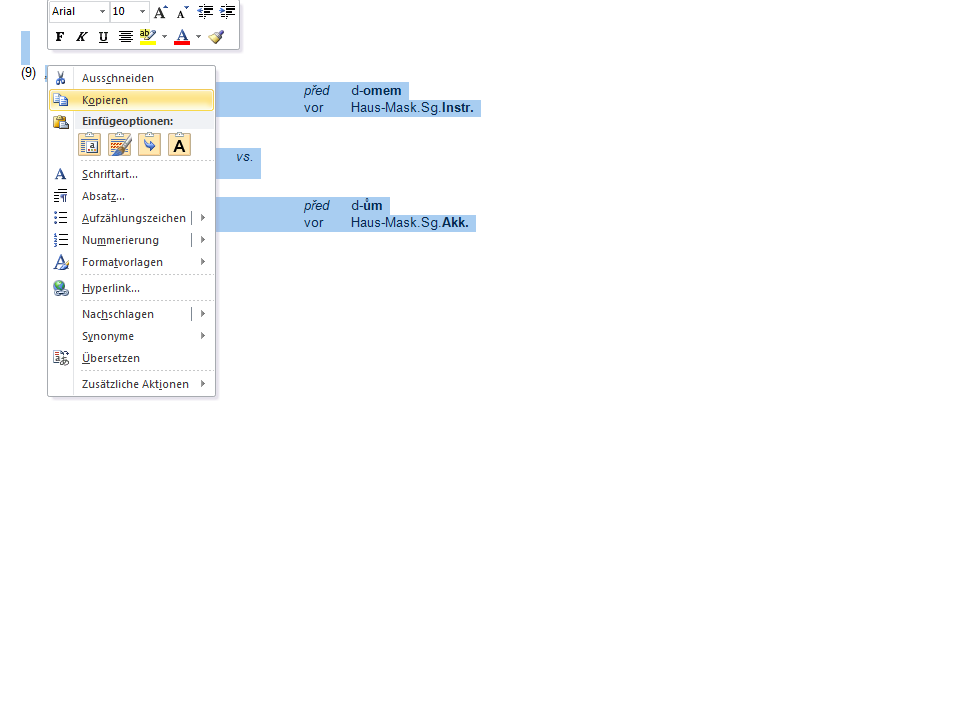 Arial 10 A A
F K U ab A
(9)
Ausschneiden
před d-omem
Kopieren
vor Haus-Mask.Sg.Instr.
Einfügeoptionen:
a A
vs.
A Schriftart...
Absatz...
před d-ům
Aufzählungszeichen
vor Haus-Mask.Sg.Akk.
Nummerierung
Formatvorlagen
Hyperlink...
Nachschlagen
Synonyme
Übersetzen
Zusätzliche Aktionen